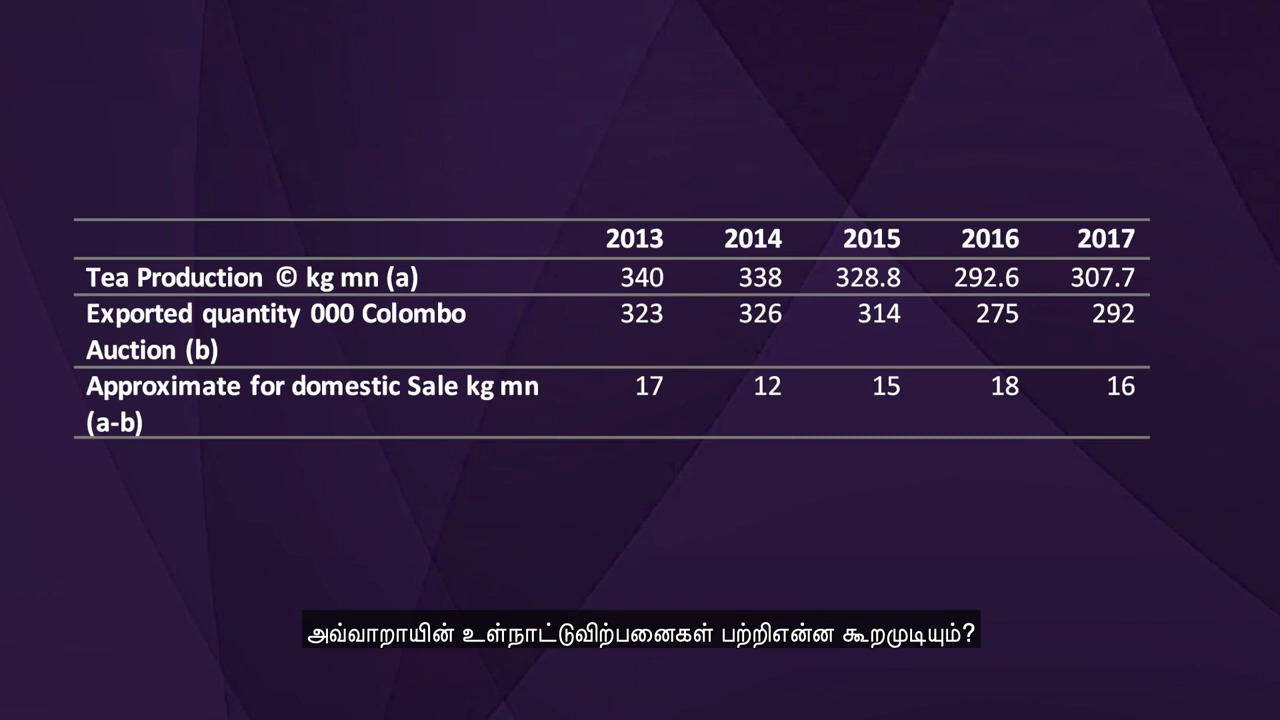 2013 2014 2015 2016 2017
Tea Production © kg mn (a) 340 338 328.8 292.6 307.7
Exported quantity 000 Colombo 323 326 314 275 292
Auction (b)
Approximate for domestic Sale kg mn 17 12 15 18 16
(a-b)
அவ்வாறாயின் உள்நாட்டுவிற்பனைகள் பற்றிஎன்ன கூறமுடியும்?